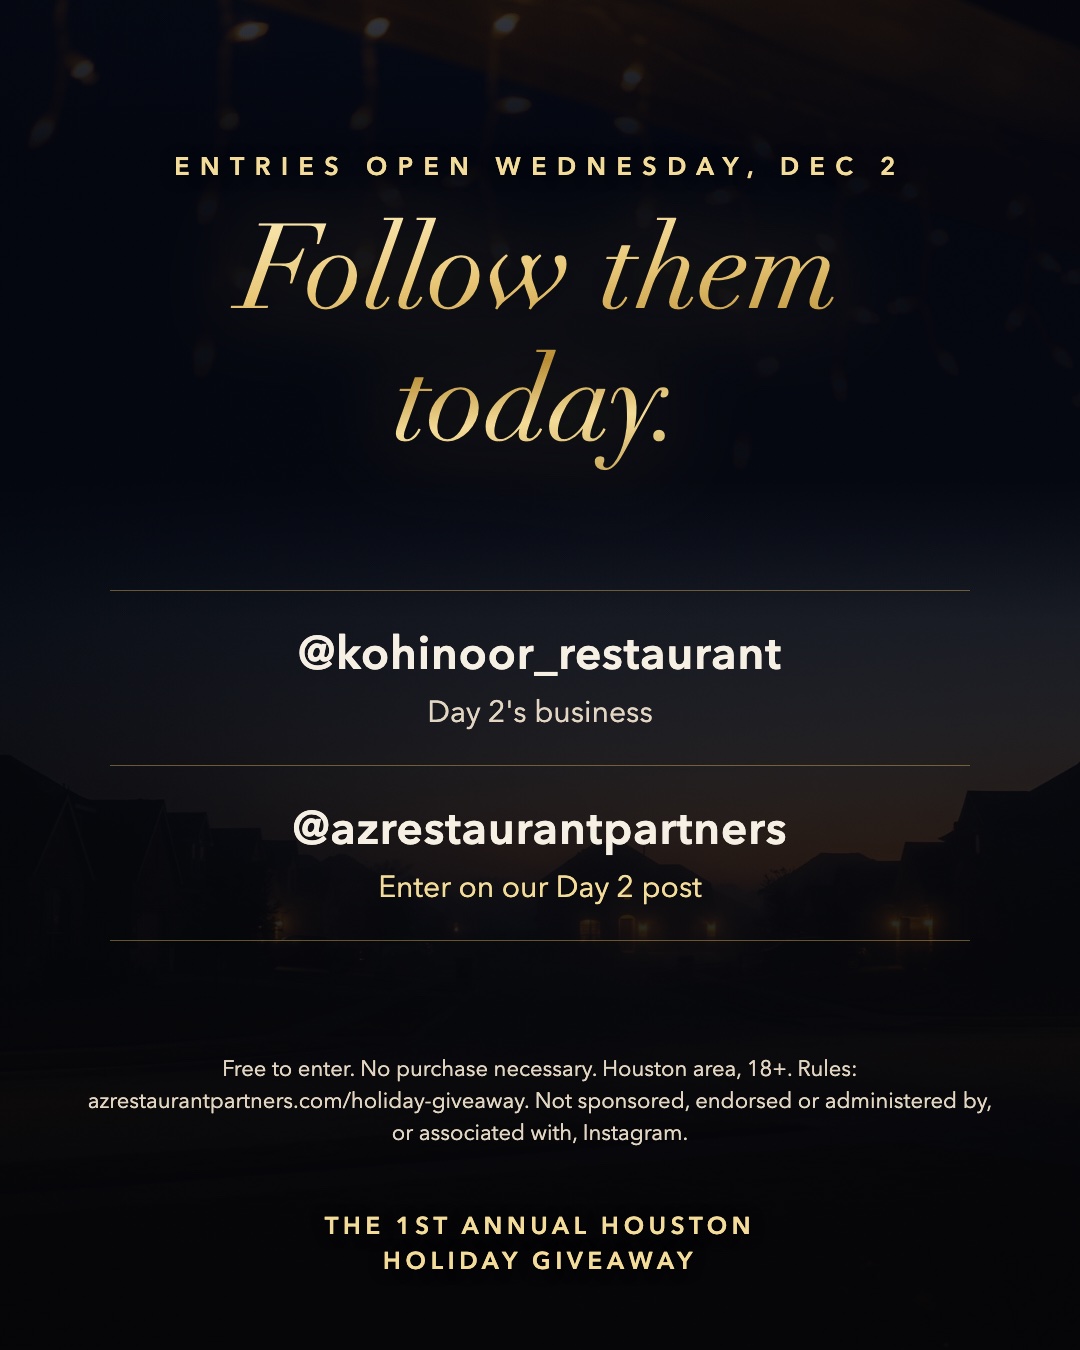 ENTRIES OPEN WEDNESDAY, DEC 2
Follow them
today.
@kohinoor_restaurant
Day 2's business
@azrestaurantpartners
Enter on our Day 2 post
Free to enter. No purchase necessary. Houston area, 18+. Rules:
azrestaurantpartners.com/holiday-giveaway. Not sponsored, endorsed or administered by,
or associated with, Instagram.
THE 1ST ANNUAL HOUSTON
HOLIDAY GIVEAWAY